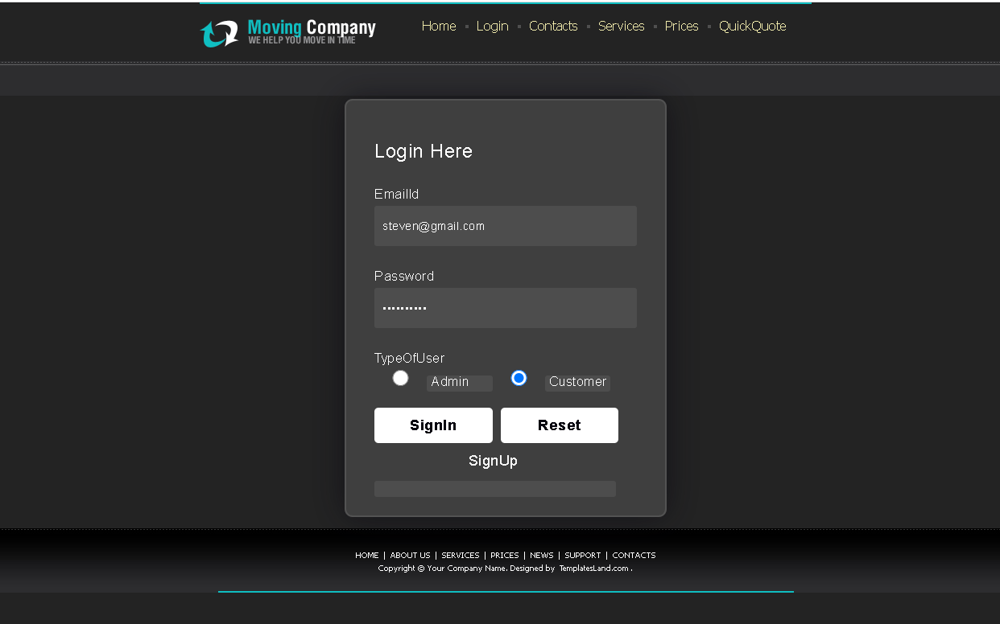 Moving Company
WE HELP YOU MOVE IN TIME
Home Login Contacts Services Prices QuickQuote
Login Here
EmailId
steven@gmail.com
Password
••••••••••
TypeOfUser
Admin Customer
SignIn Reset
SignUp
HOME | ABOUT US | SERVICES | PRICES | NEWS | SUPPORT | CONTACTS
Copyright © Your Company Name. Designed by TemplatesLand.com .